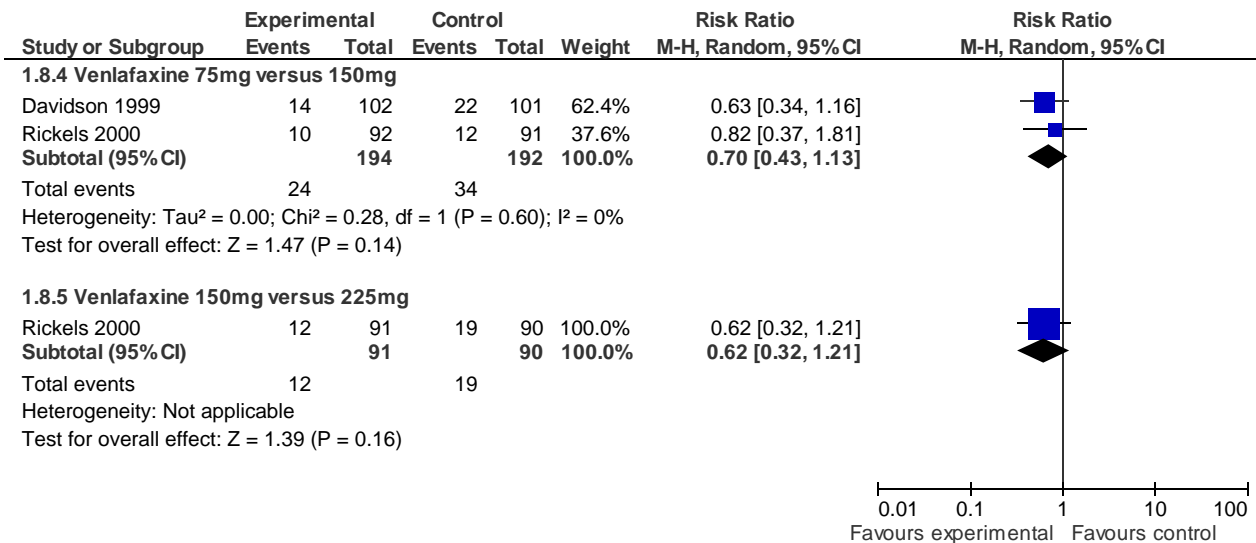 Experimental Control Risk Ratio Risk Ratio
Study or Subgroup Events Total Events Total Weight M-H, Random, 95% CI M-H, Random, 95% CI
1.8.4 Venlafaxine 75mg versus 150mg
Davidson 1999 14 102 22 101 62.4% 0.63 [0.34, 1.16]
Rickels 2000 10 92 12 91 37.6% 0.82 [0.37, 1.81]
Subtotal (95% CI) 194 192 100.0% 0.70 [0.43, 1.13]
Total events 24 34
Heterogeneity: Tau² = 0.00; Chi² = 0.28, df = 1 (P = 0.60); I² = 0%
Test for overall effect: Z = 1.47 (P = 0.14)
1.8.5 Venlafaxine 150mg versus 225mg
Rickels 2000 12 91 19 90 100.0% 0.62 [0.32, 1.21]
Subtotal (95% CI) 91 90 100.0% 0.62 [0.32, 1.21]
Total events 12 19
Heterogeneity: Not applicable
Test for overall effect: Z = 1.39 (P = 0.16)
0.01 0.1 1 10 100
Favours experimental Favours control